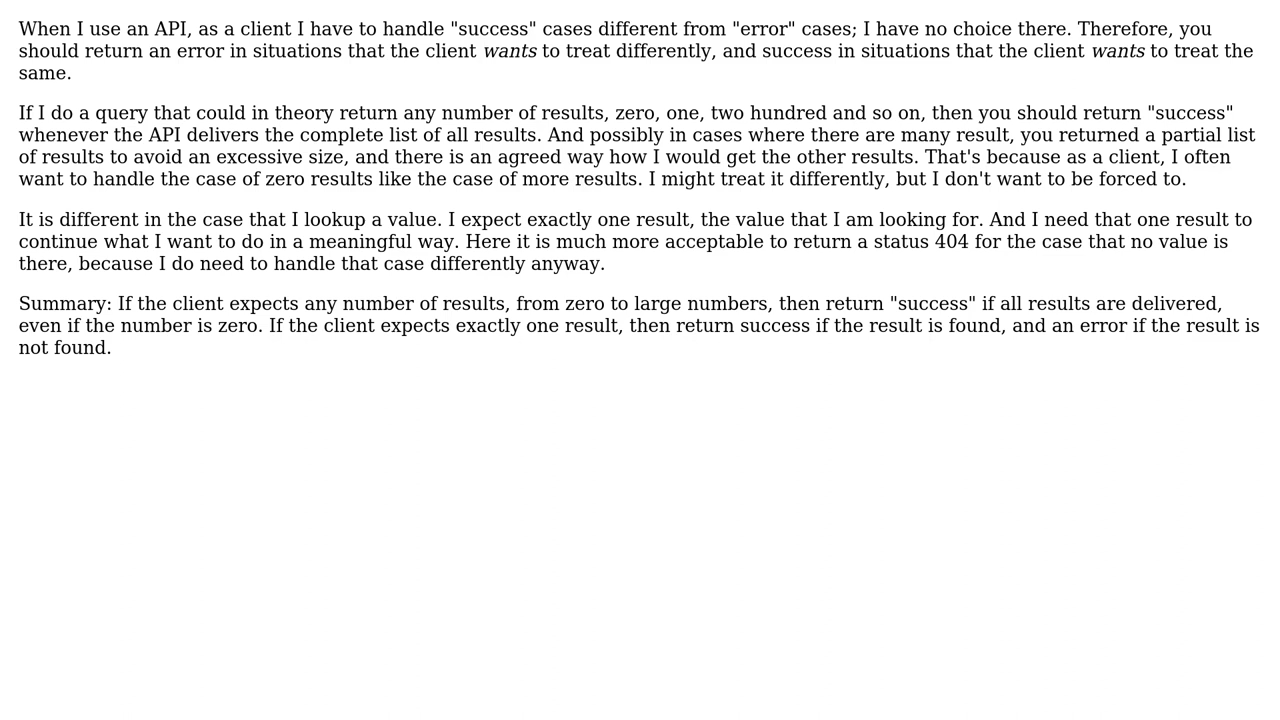 When I use an API, as a client I have to handle "success" cases different from "error" cases; I have no choice there. Therefore, you
should return an error in situations that the client wants to treat differently, and success in situations that the client wants to treat the
same.
If I do a query that could in theory return any number of results, zero, one, two hundred and so on, then you should return "success"
whenever the API delivers the complete list of all results. And possibly in cases where there are many result, you returned a partial list
of results to avoid an excessive size, and there is an agreed way how I would get the other results. That's because as a client, I often
want to handle the case of zero results like the case of more results. I might treat it differently, but I don't want to be forced to.
It is different in the case that I lookup a value. I expect exactly one result, the value that I am looking for. And I need that one result to
continue what I want to do in a meaningful way. Here it is much more acceptable to return a status 404 for the case that no value is
there, because I do need to handle that case differently anyway.
Summary: If the client expects any number of results, from zero to large numbers, then return "success" if all results are delivered,
even if the number is zero. If the client expects exactly one result, then return success if the result is found, and an error if the result is
not found.